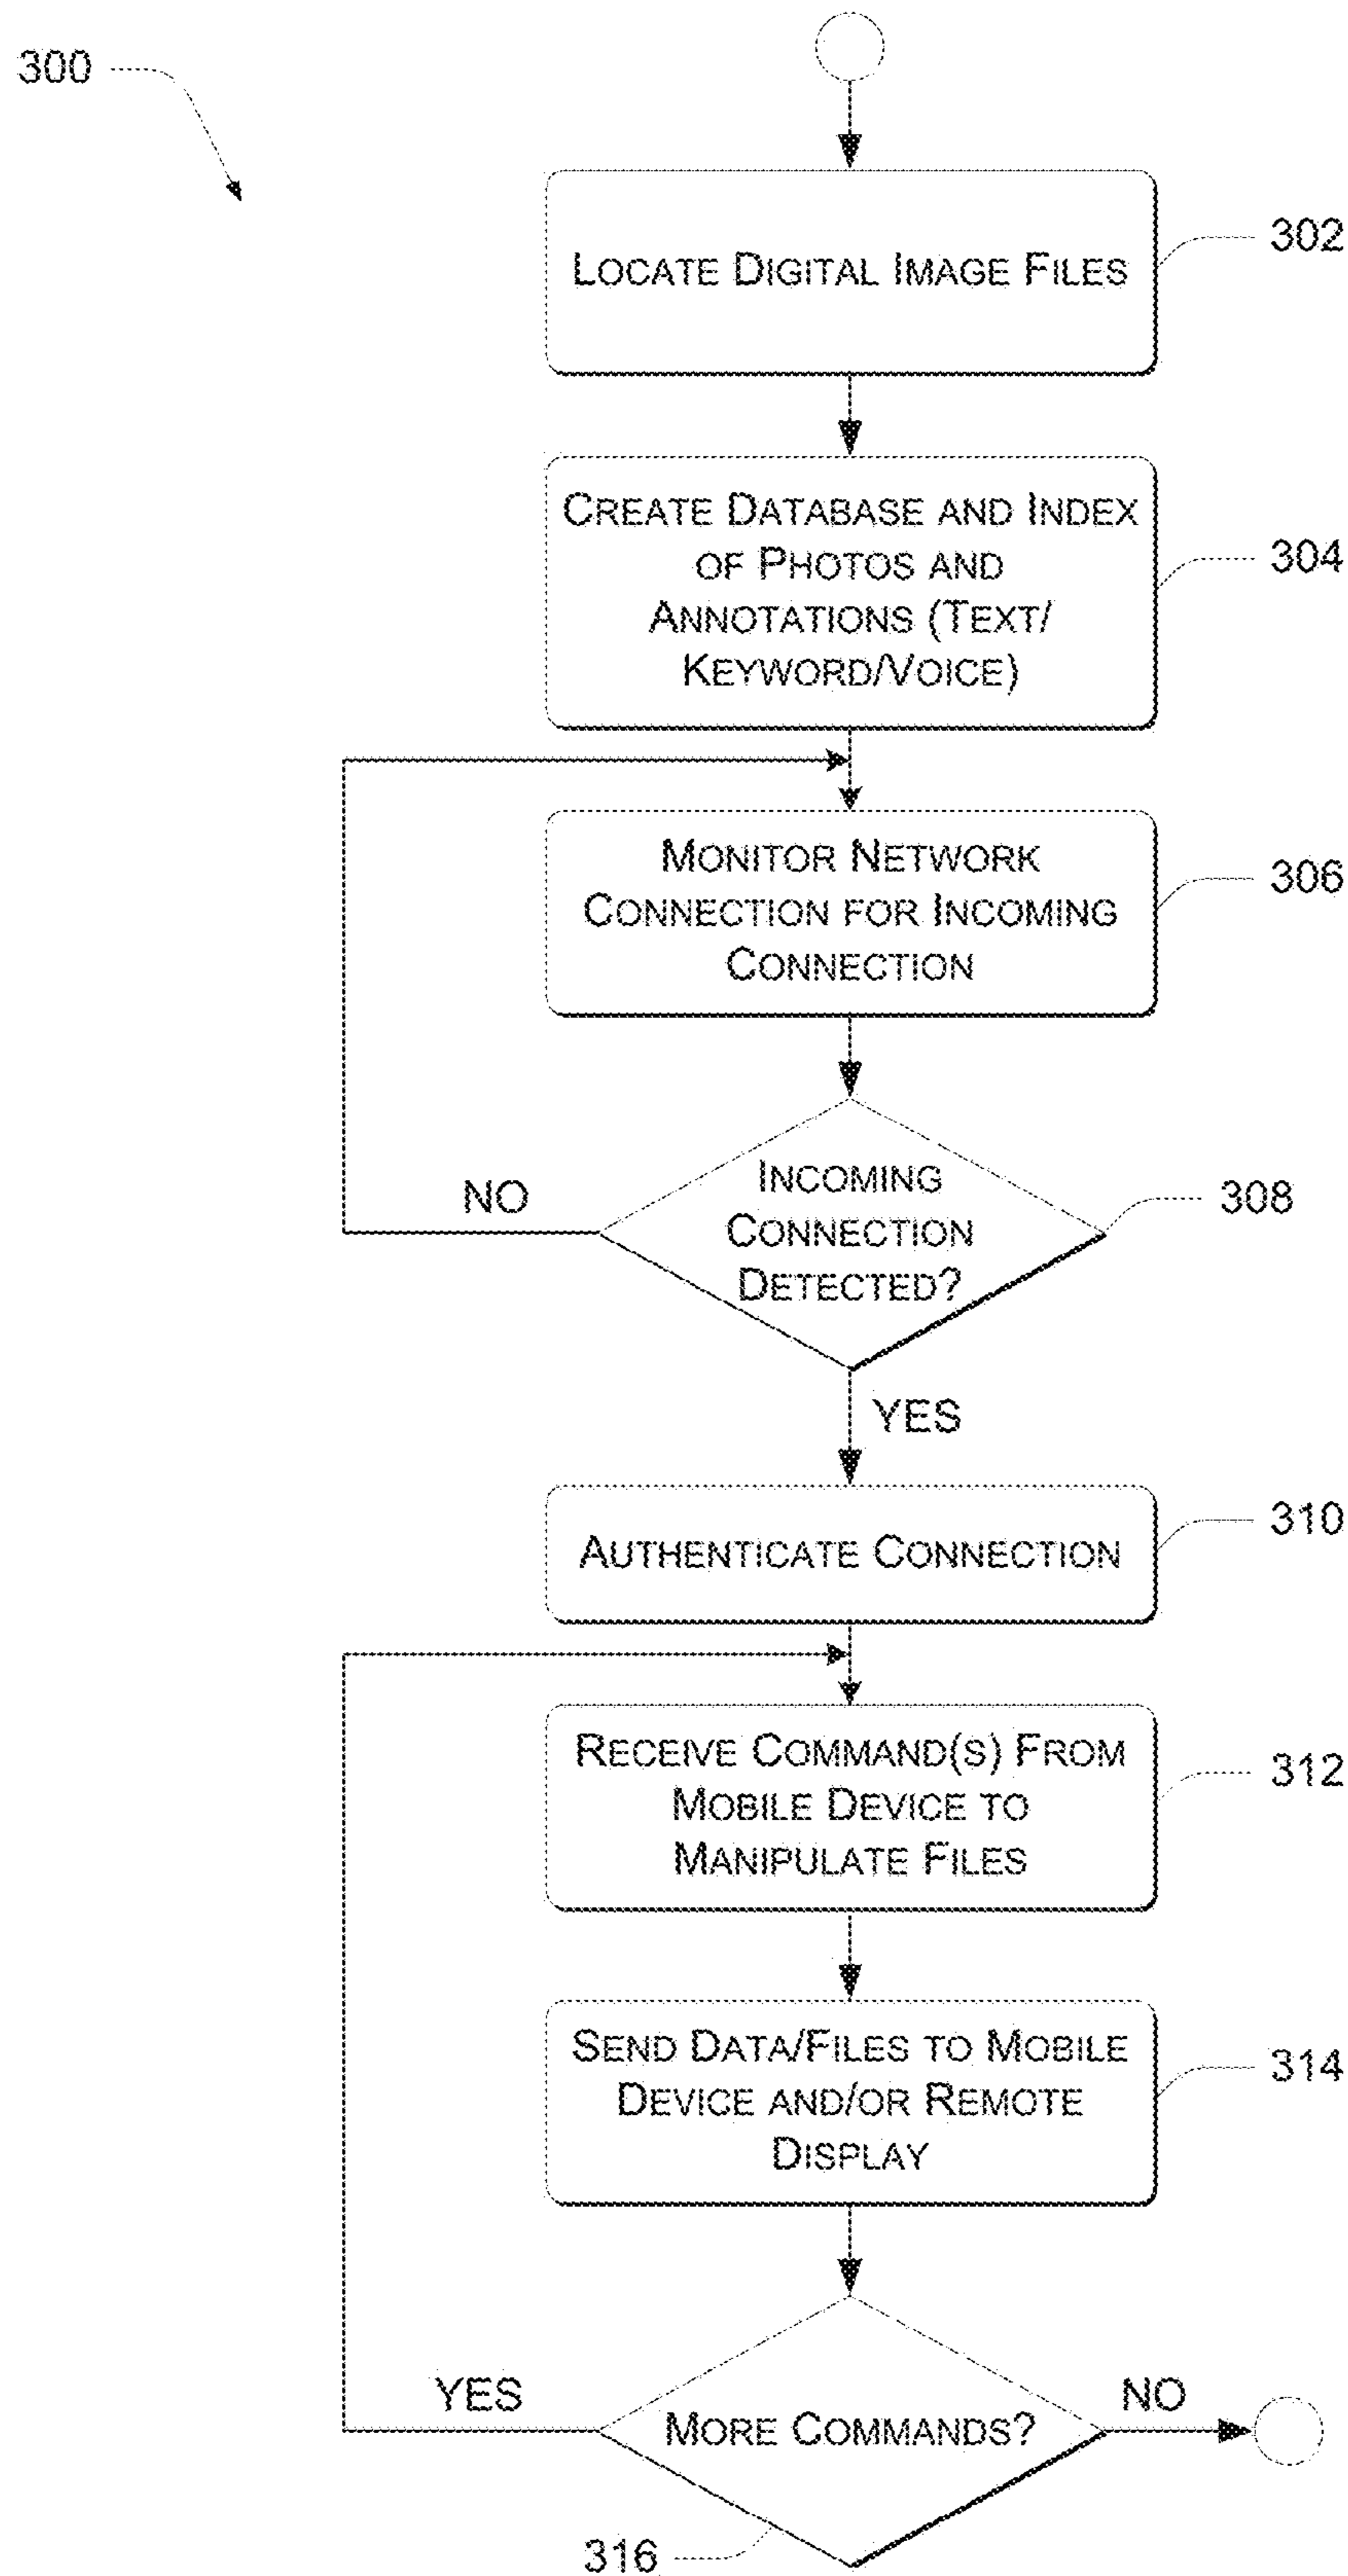 300
LOCATE DIGITAL IMAGE FILES
302
CREATE DATABASE AND INDEX
OF PHOTOS AND
ANNOTATIONS (TEXT/
KEYWORD/VOICE)
304
MONITOR NETWORK
CONNECTION FOR INCOMING
CONNECTION
306
INCOMING
CONNECTION
DETECTED?
308
NO
YES
AUTHENTICATE CONNECTION
310
RECEIVE COMMAND(S) FROM
MOBILE DEVICE TO
MANIPULATE FILES
312
SEND DATA/FILES TO MOBILE
DEVICE AND/OR REMOTE
DISPLAY
314
YES
MORE COMMANDS?
NO
316